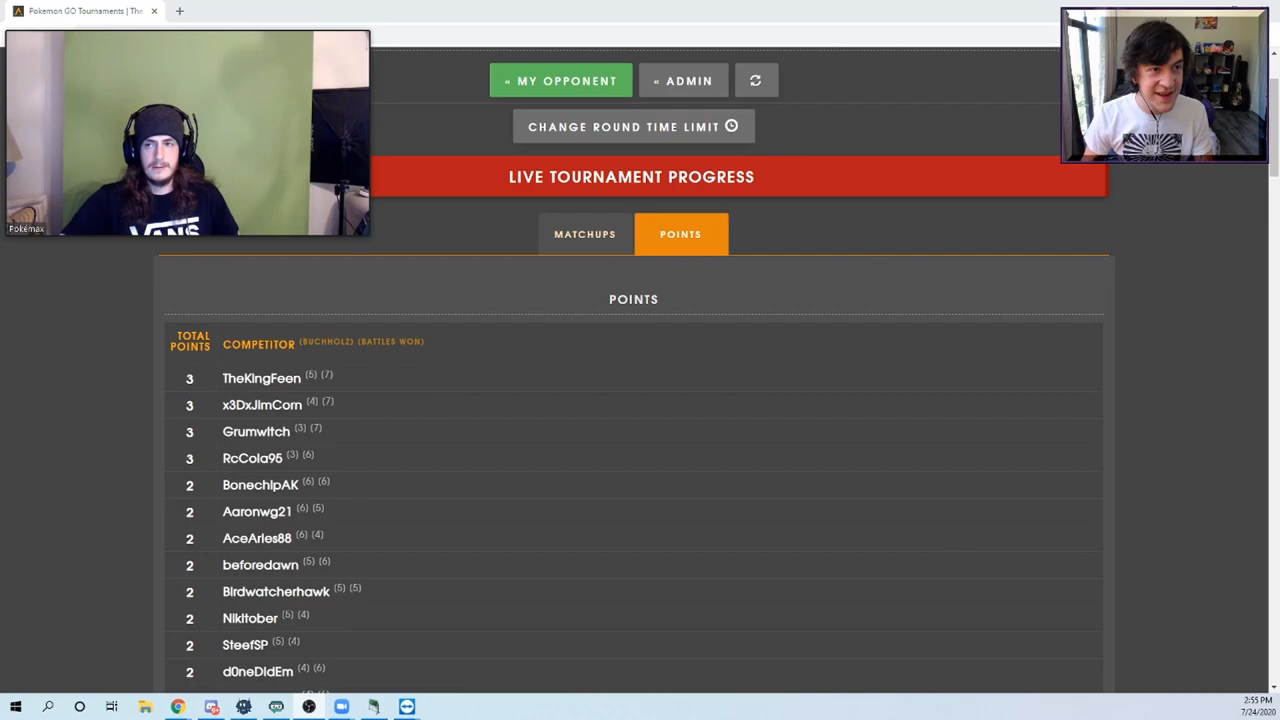 Pokemon GO Tournaments | The
« MY OPPONENT
« ADMIN
CHANGE ROUND TIME LIMIT
LIVE TOURNAMENT PROGRESS
MATCHUPS
POINTS
POINTS
TOTAL POINTS COMPETITOR (BUCHHOLZ) (BATTLES WON)
3 TheKingFeen (5) (7)
3 x3DxJimCorn (4) (7)
3 Grumwitch (3) (7)
3 RcCola95 (3) (6)
2 BonechipAK (6) (6)
2 Aaronwg21 (6) (5)
2 AceAries88 (6) (4)
2 beforedawn (5) (6)
2 Birdwatcherhawk (5) (5)
2 Nikitober (5) (4)
2 SteefSP (5) (4)
2 d0neDidEm (4) (6)
VANS
Pokémax
2:55 PM
7/24/2020